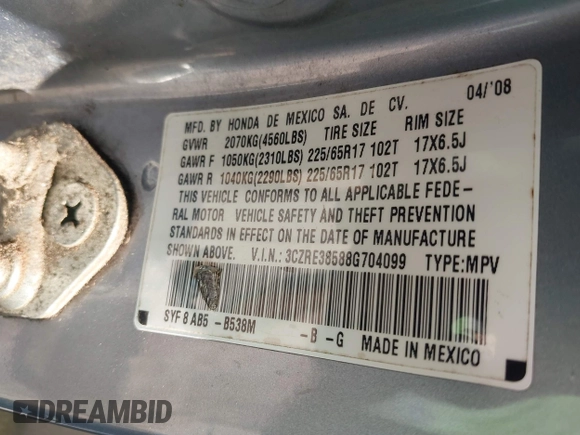 04/'08
MFD. BY HONDA DE MEXICO SA. DE CV.
GVWR 2070KG(4560LBS) TIRE SIZE RIM SIZE
GAWR F 1050KG(2310LBS) 225/65R17 102T 17X6.5J
GAWR R 1040KG(2290LBS) 225/65R17 102T 17X6.5J
THIS VEHICLE CONFORMS TO ALL APPLICABLE FEDE-
RAL MOTOR VEHICLE SAFETY AND THEFT PREVENTION
STANDARDS IN EFFECT ON THE DATE OF MANUFACTURE
SHOWN ABOVE. V.I.N.: 3CZRE38588G704099 TYPE:MPV
SYF 8 AB5 -B538M -B -G MADE IN MEXICO
DREAMBID